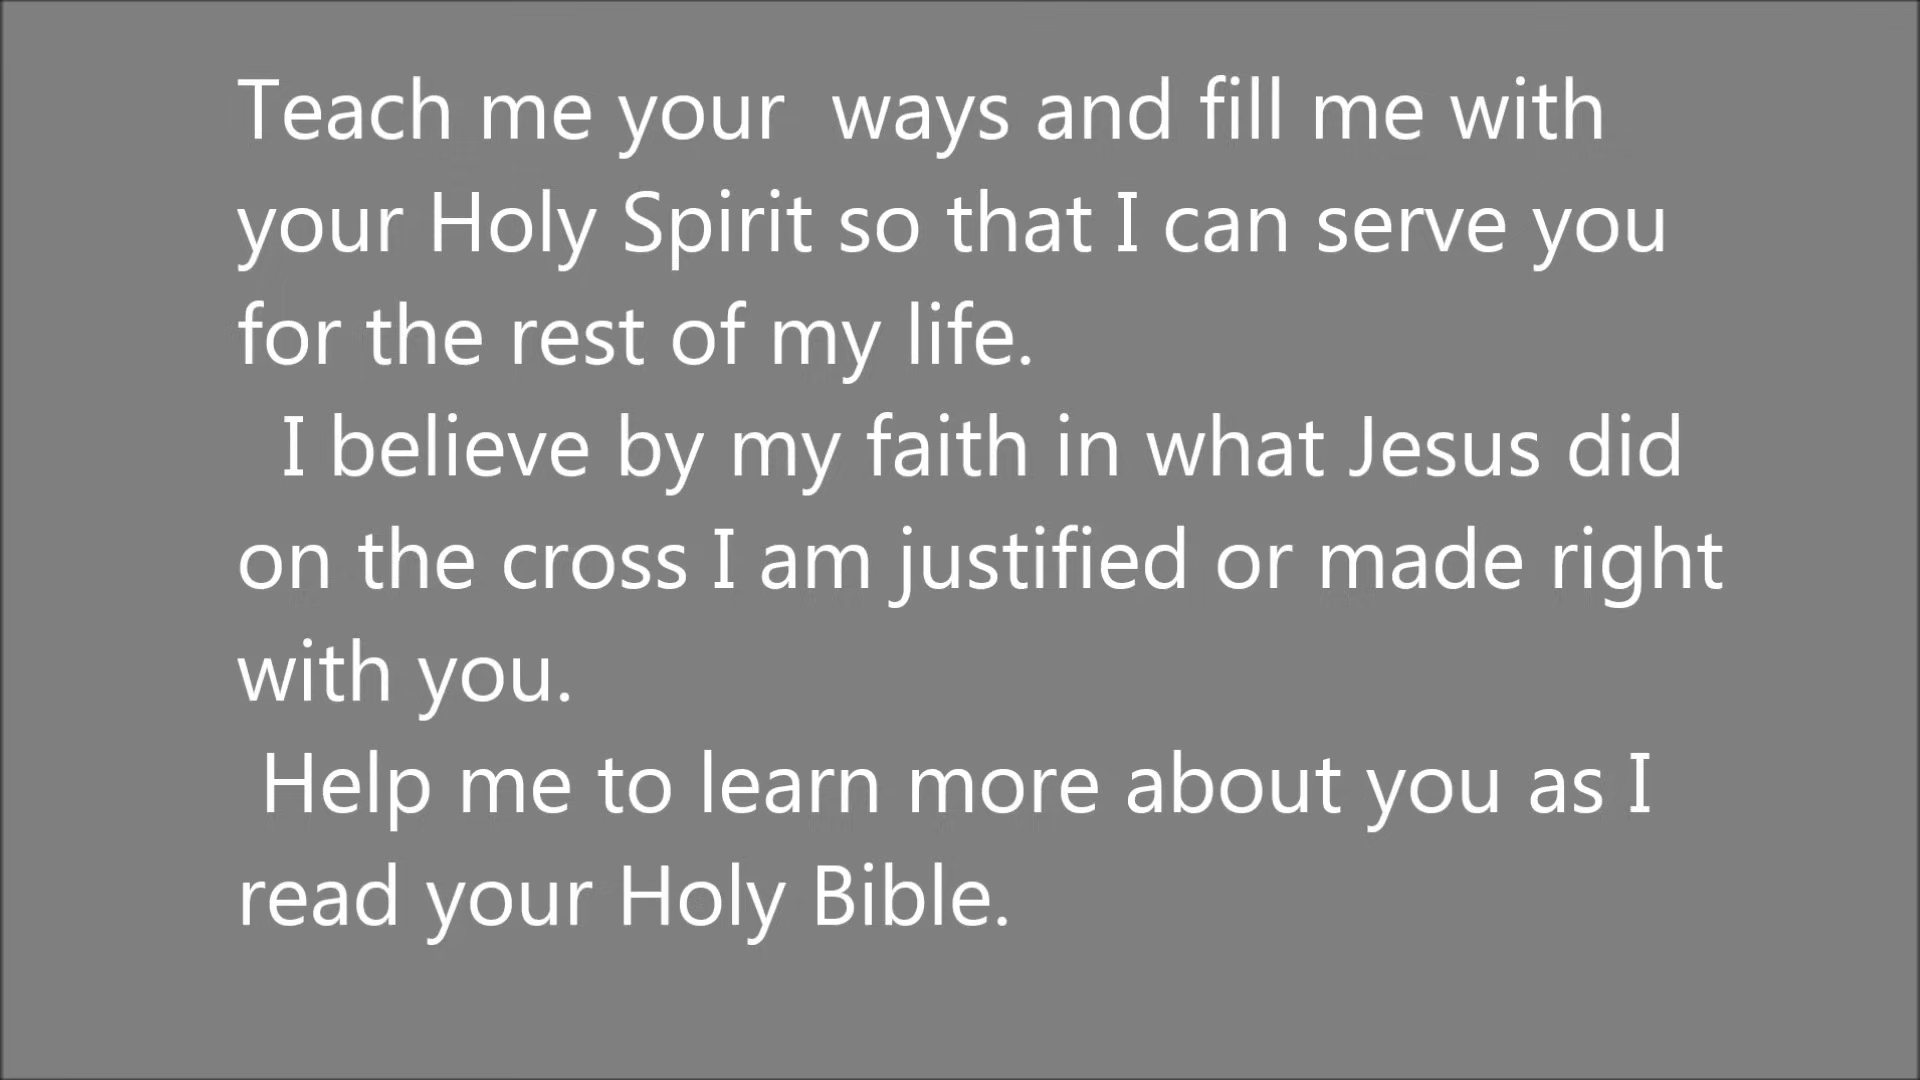 Teach me your  ways and fill me with
your Holy Spirit so that I can serve you
for the rest of my life.
I believe by my faith in what Jesus did
on the cross I am justified or made right
with you.
Help me to learn more about you as I
read your Holy Bible.